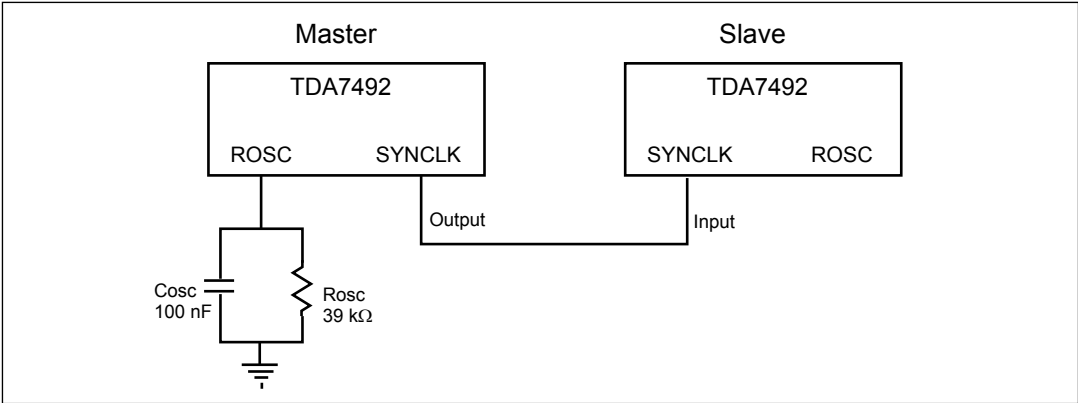 Master
Slave
TDA7492
TDA7492
ROSC
SYNCLK
SYNCLK
ROSC
Output
Input
Cosc
100 nF
Rosc
39 kΩ